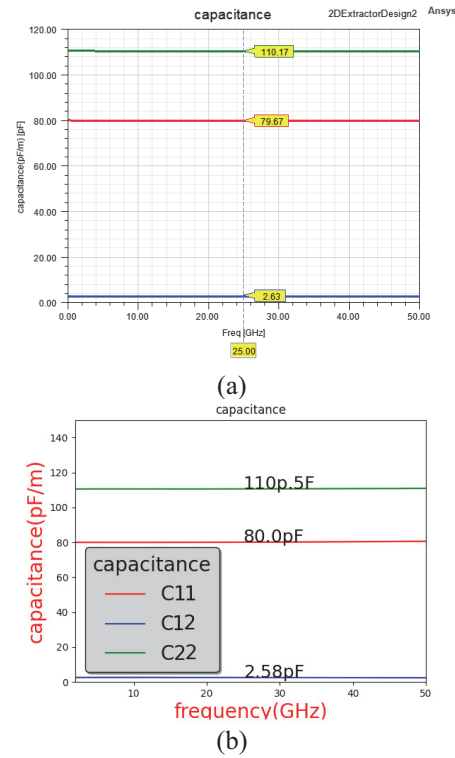 capacitance 2DExtractorDesign2 Ansys
120.00
100.00
80.00
60.00
40.00
20.00
0.00
capacitance(pF/m) [pF]
110.17
79.67
2.63
0.00 10.00 20.00 30.00 40.00 50.00
Freq [GHz]
25.00
(a)
capacitance
140
120
100
80
60
40
20
0
capacitance(pF/m)
110p.5F
80.0pF
capacitance
C11
C12
C22
2.58pF
10 20 30 40 50
frequency(GHz)
(b)